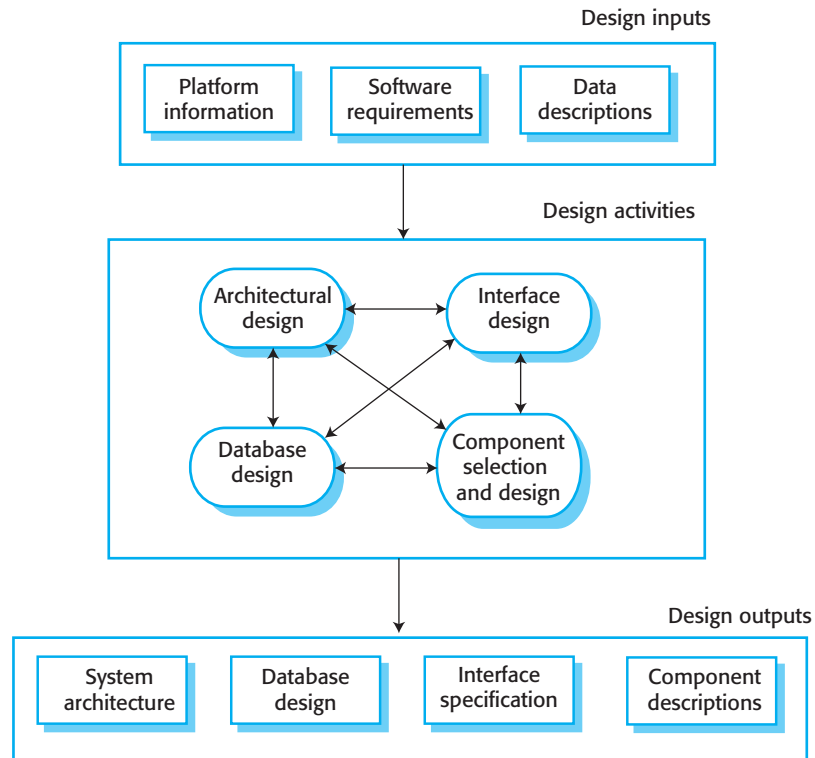 Design inputs
Platform
information
Software
requirements
Data
descriptions
Design activities
Architectural
design
Interface
design
Database
design
Component
selection
and design
Design outputs
System
architecture
Database
design
Interface
specification
Component
descriptions